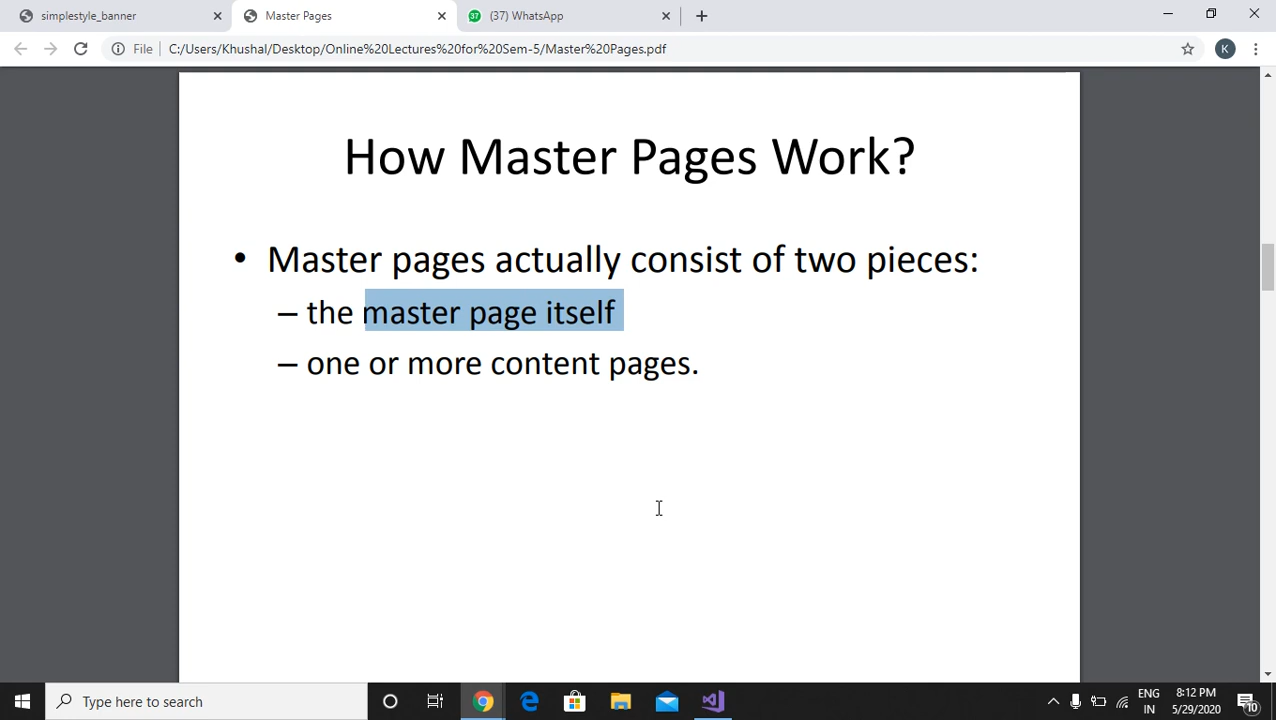 simplestyle_banner
Master Pages
(37) WhatsApp
File
C:/Users/Khushal/Desktop/Online%20Lectures%20for%20Sem-5/Master%20Pages.pdf
K
How Master Pages Work?
• Master pages actually consist of two pieces:
– the master page itself
– one or more content pages.
Type here to search
ENG
IN
8:12 PM
5/29/2020
10